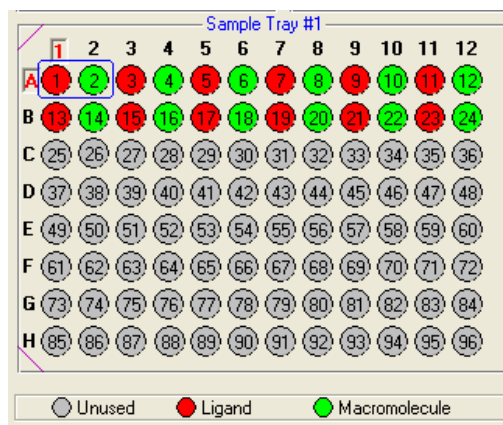 Sample Tray #1
1 2 3 4 5 6 7 8 9 10 11 12
A 1 2 3 4 5 6 7 8 9 10 11 12
B 13 14 15 16 17 18 19 20 21 22 23 24
C 25 26 27 28 29 30 31 32 33 34 35 36
D 37 38 39 40 41 42 43 44 45 46 47 48
E 49 50 51 52 53 54 55 56 57 58 59 60
F 61 62 63 64 65 66 67 68 69 70 71 72
G 73 74 75 76 77 78 79 80 81 82 83 84
H 85 86 87 88 89 90 91 92 93 94 95 96
Unused Ligand Macromolecule